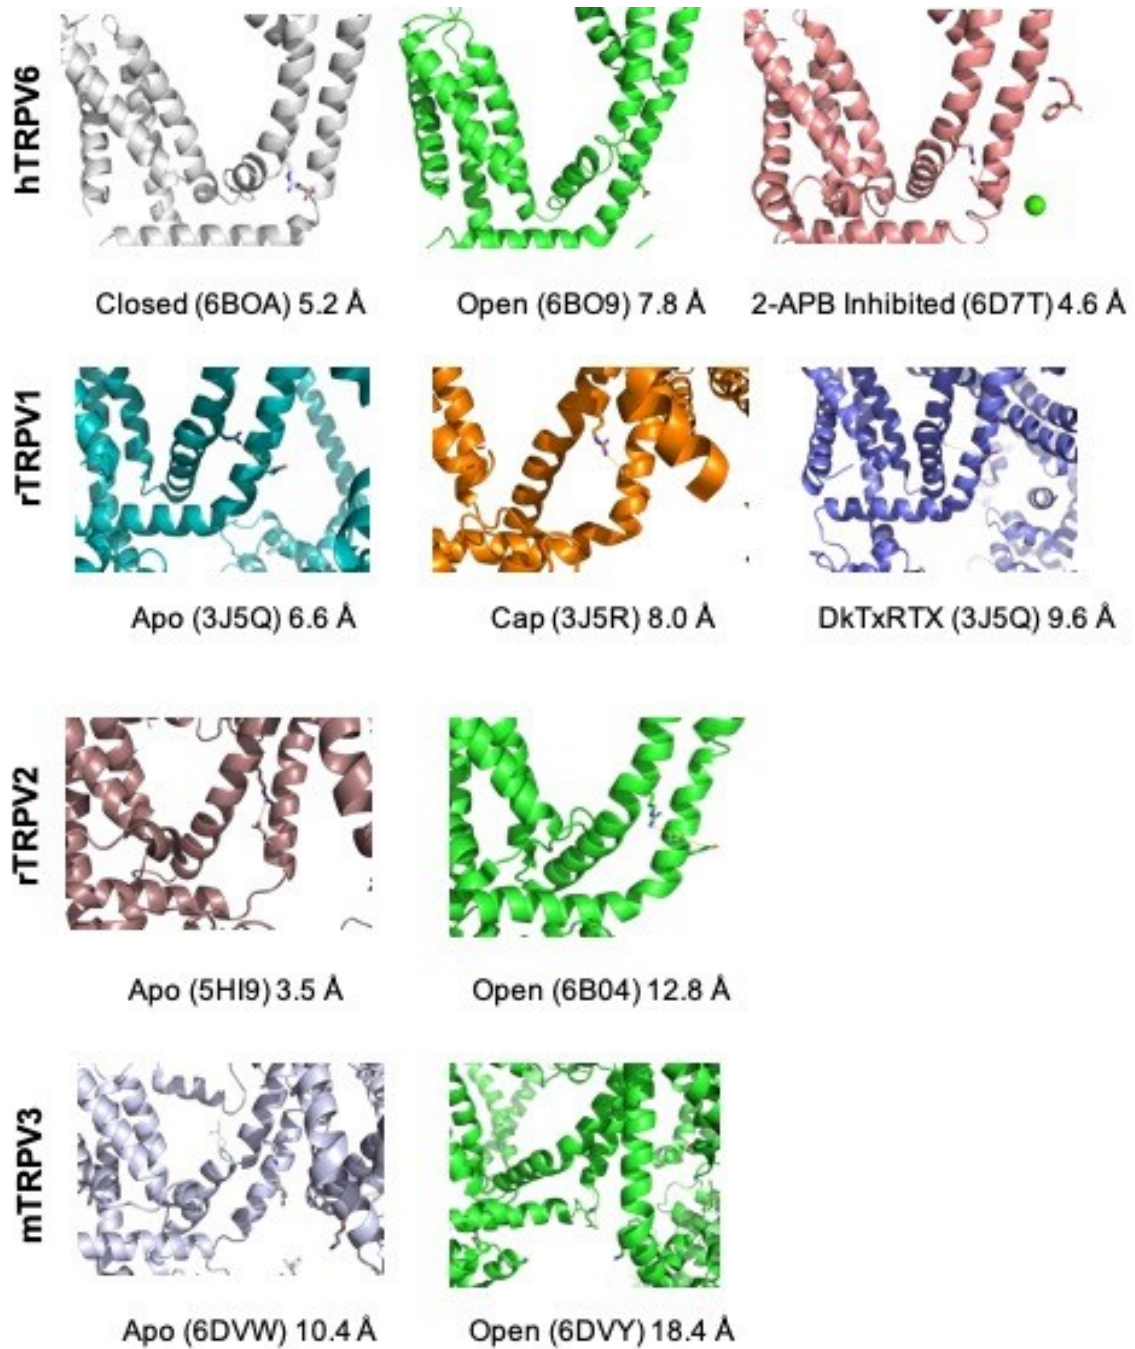 hTRPV6
Closed (6BOA) 5.2 Å
Open (6BO9) 7.8 Å
2-APB Inhibited (6D7T) 4.6 Å
rTRPV1
Apo (3J5Q) 6.6 Å
Cap (3J5R) 8.0 Å
DkTxRTX (3J5Q) 9.6 Å
rTRPV2
Apo (5HI9) 3.5 Å
Open (6B04) 12.8 Å
mTRPV3
Apo (6DVW) 10.4 Å
Open (6DVY) 18.4 Å